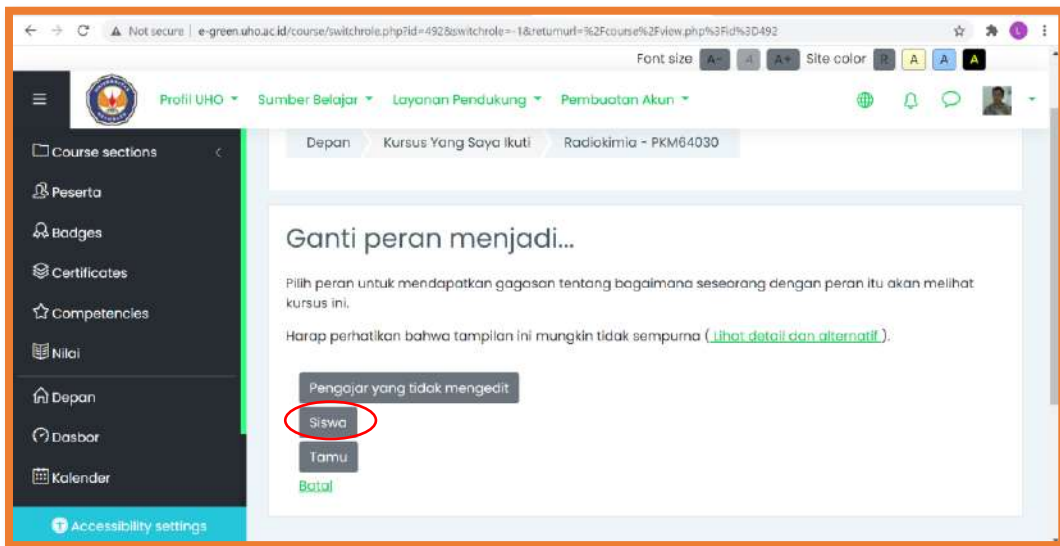 Not secure | e-green.uho.ac.id/course/switchrole.php?id=492&switchrole=-1&returnurl=%2Fcourse%2Fview.php%3Fid%3D492
Font size A- A A+ Site color R A A A
Profil UHO Sumber Belajar Layanan Pendukung Pembuatan Akun
Course sections
Peserta
Badges
Certificates
Competencies
Nilai
Depan
Dasbor
Kalender
Accessibility settings
Depan Kursus Yang Saya Ikuti Radiokimia - PKM64030
Ganti peran menjadi...
Pilih peran untuk mendapatkan gagasan tentang bagaimana seseorang dengan peran itu akan melihat
kursus ini.
Harap perhatikan bahwa tampilan ini mungkin tidak sempurna ( Lihat detail dan alternatif ).
Pengajar yang tidak mengedit
Siswa
Tamu
Batal